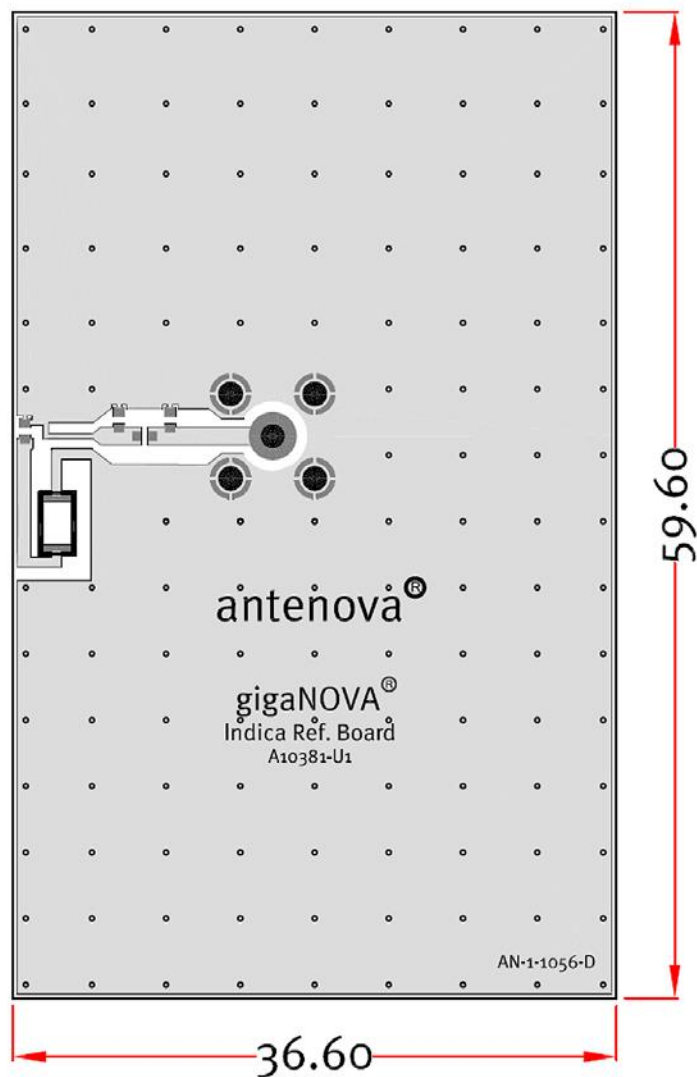 antenova®
gigaNOVA®
Indica Ref. Board
A10381-U1
AN-1-1056-D
59.60
36.60